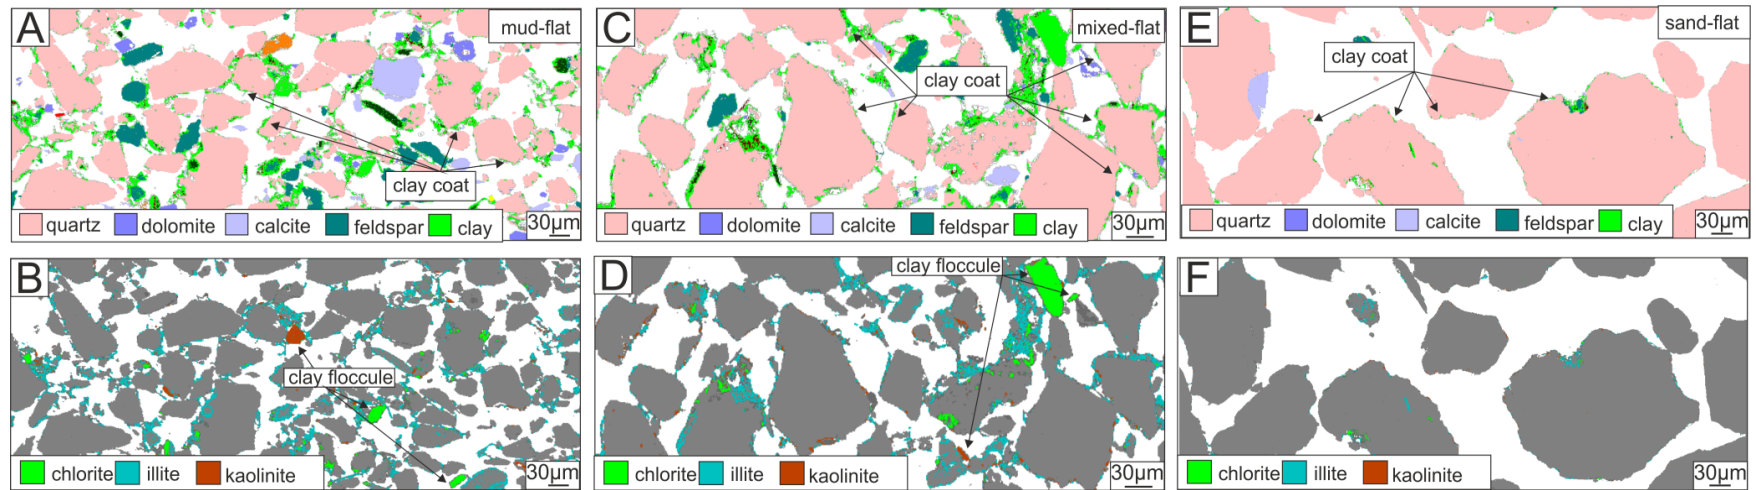 A
mud-flat
clay coat
quartz dolomite calcite feldspar clay
30µm
C
mixed-flat
clay coat
quartz dolomite calcite feldspar clay
30µm
E
sand-flat
clay coat
quartz dolomite calcite feldspar clay
30µm
B
clay floccule
chlorite illite kaolinite
30µm
D
clay floccule
chlorite illite kaolinite
30µm
F
chlorite illite kaolinite
30µm